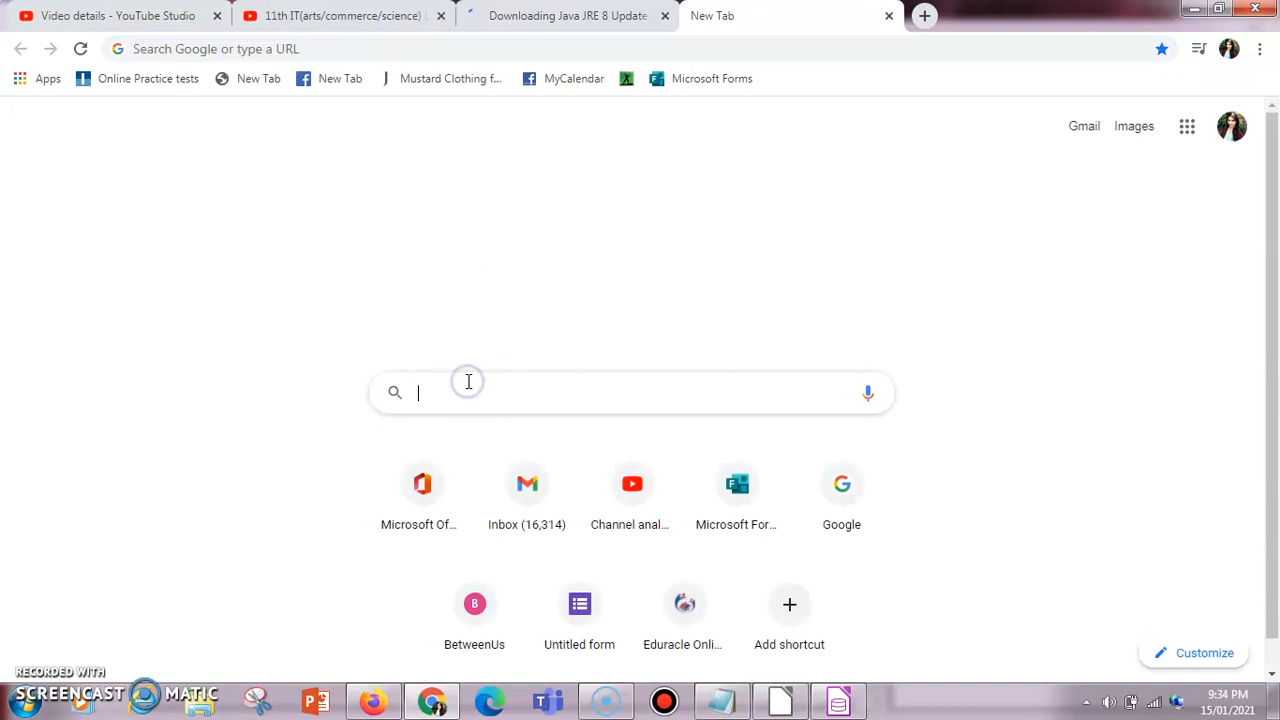 Video details - YouTube Studio
11th IT(arts/commerce/science) L
Downloading Java JRE 8 Update
New Tab
Search Google or type a URL
Apps
Online Practice tests
New Tab
New Tab
Mustard Clothing f...
MyCalendar
Microsoft Forms
Gmail
Images
Microsoft Of...
Inbox (16,314)
Channel anal...
Microsoft For...
Google
B
BetweenUs
Untitled form
Eduracle Onli...
Add shortcut
Customize
RECORDED WITH
SCREENCAST MATIC
9:34 PM
15/01/2021